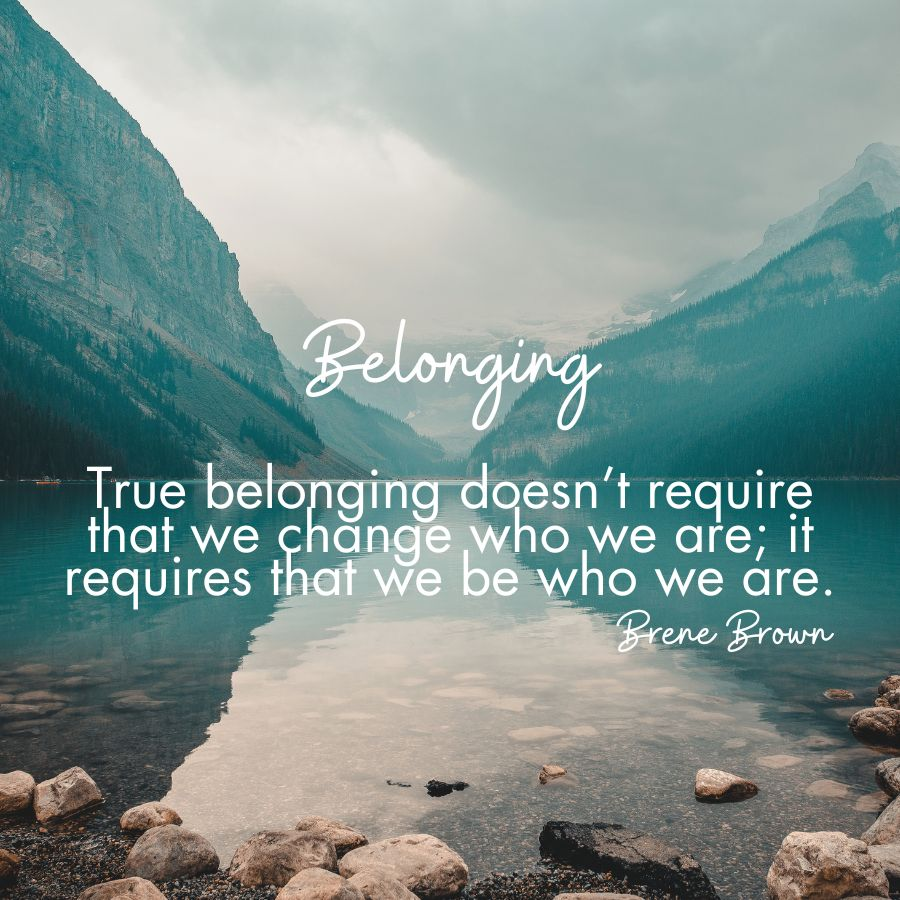 Belonging
True belonging doesn’t require
that we change who we are; it
requires that we be who we are.
Brene Brown